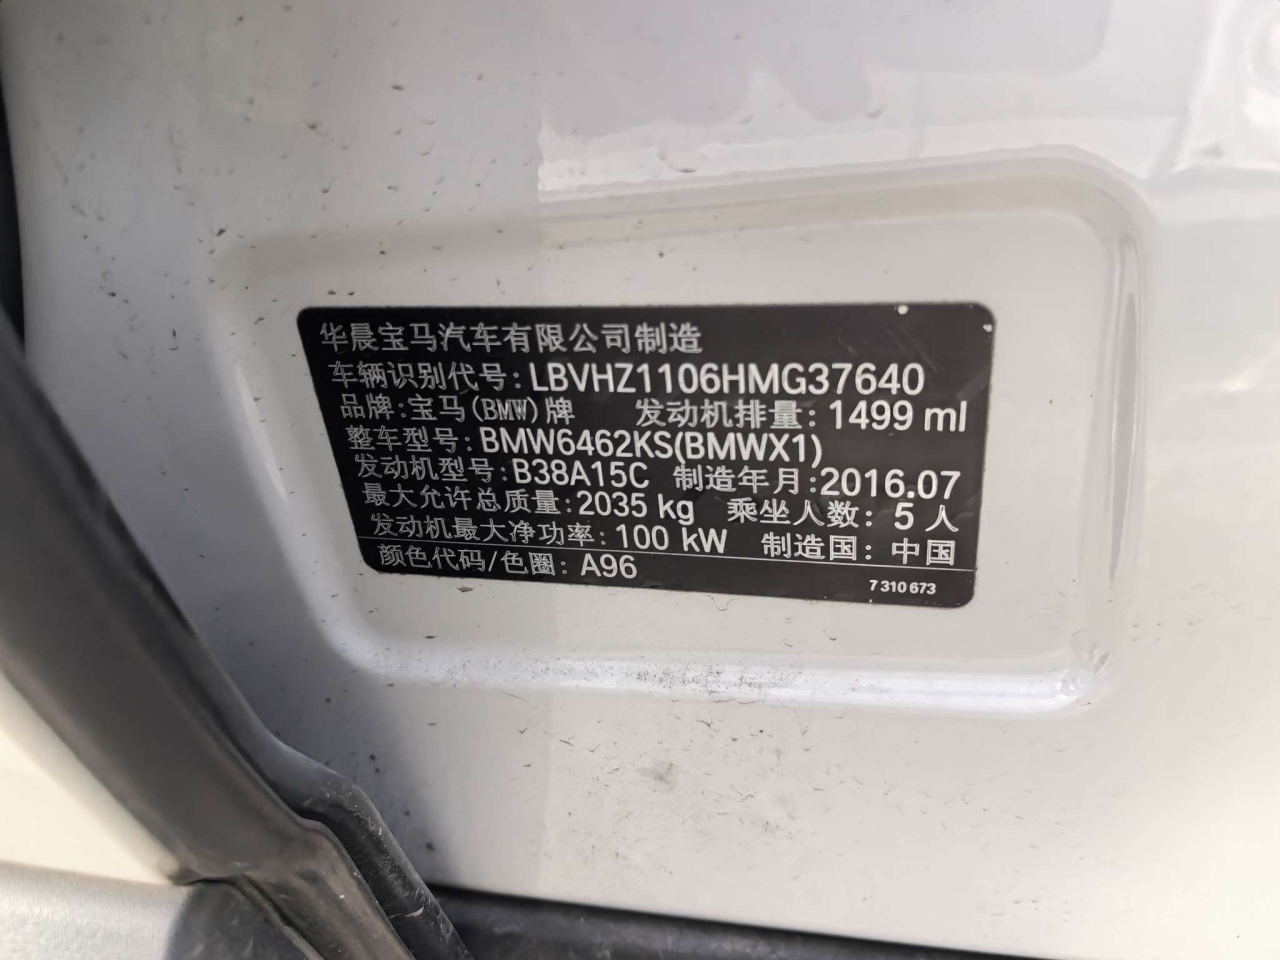 华晨宝马汽车有限公司制造
车辆识别代号: LBVHZ1106HMG37640
品牌: 宝马(BMW)牌 发动机排量: 1499 ml
整车型号: BMW6462KS(BMWX1)
发动机型号: B38A15C 制造年月: 2016.07
最大允许总质量: 2035 kg 乘坐人数: 5 人
发动机最大净功率: 100 kW 制造国: 中国
颜色代码/色圈: A96
7 310 673